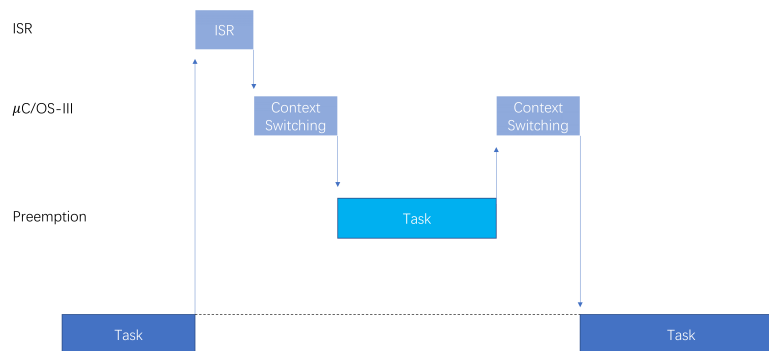 ISR
ISR
μC/OS-III
Context
Switching
Context
Switching
Preemption
Task
Task
Task